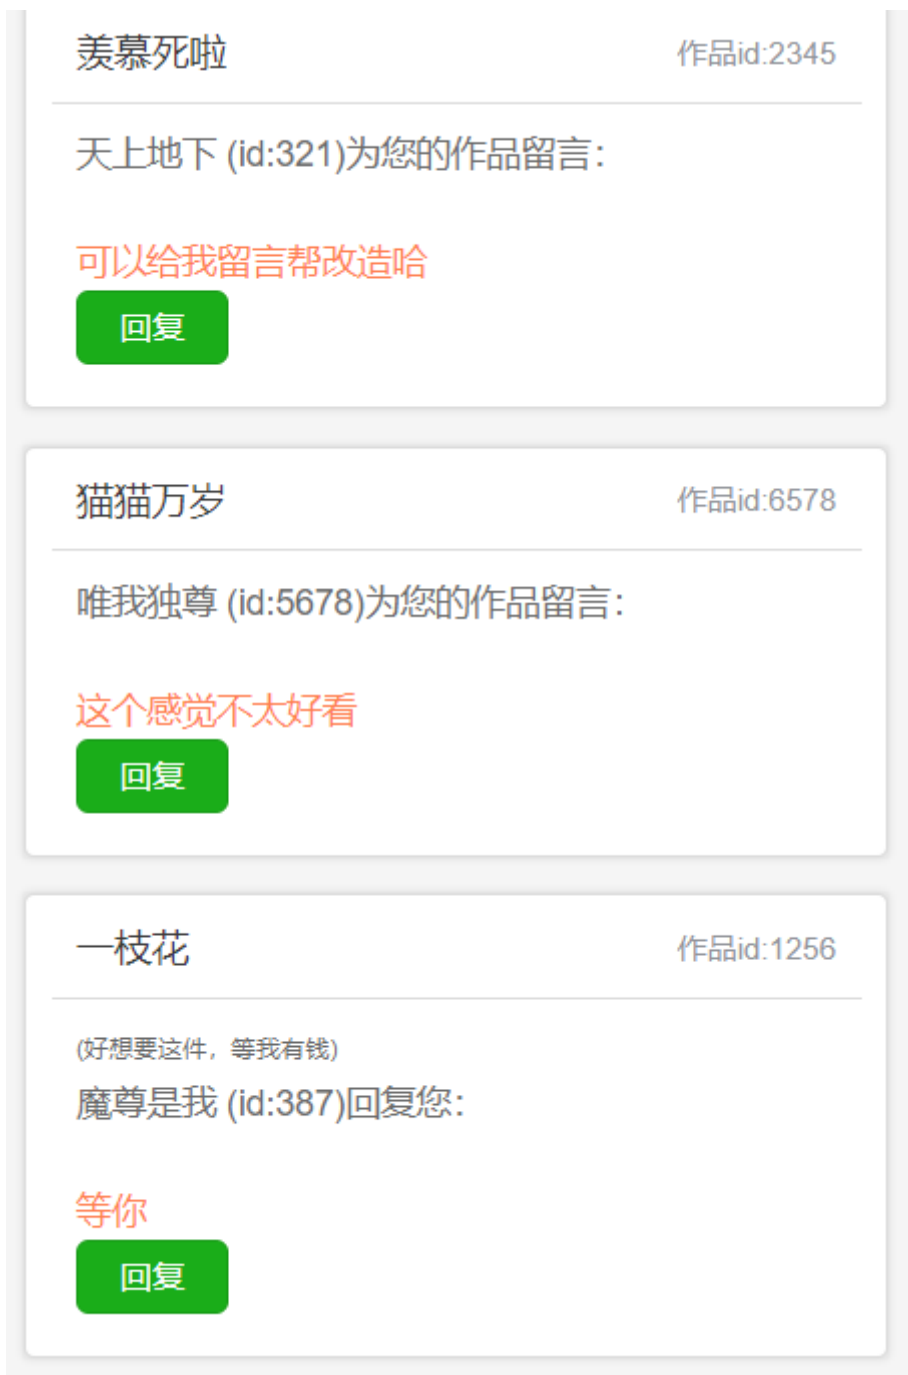 羡慕死啦 作品id:2345
天上地下 (id:321)为您的作品留言:
可以给我留言帮改造哈
回复
猫猫万岁 作品id:6578
唯我独尊 (id:5678)为您的作品留言:
这个感觉不太好看
回复
一枝花 作品id:1256
(好想要这件，等我有钱)
魔尊是我 (id:387)回复您:
等你
回复